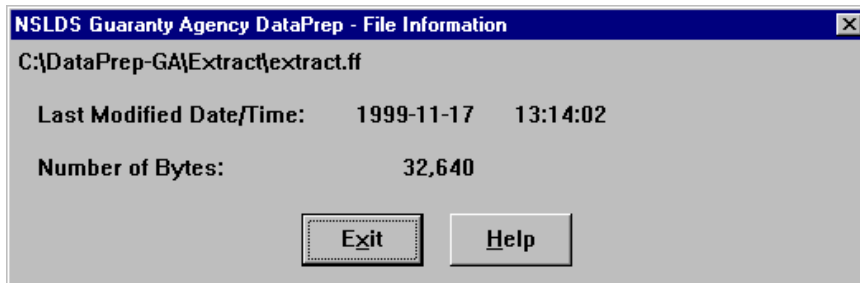 NSLDS Guaranty Agency DataPrep - File Information
C:\DataPrep-GA\Extract\extract.ff
Last Modified Date/Time: 1999-11-17 13:14:02
Number of Bytes: 32,640
Exit Help